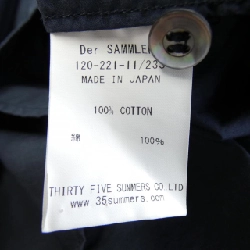 Der SAMMLER
120-221-11/233
MADE IN JAPAN
100% COTTON
綿 100%
THIRTY FIVE SUMMERS CO.LTD
www.35summers.com